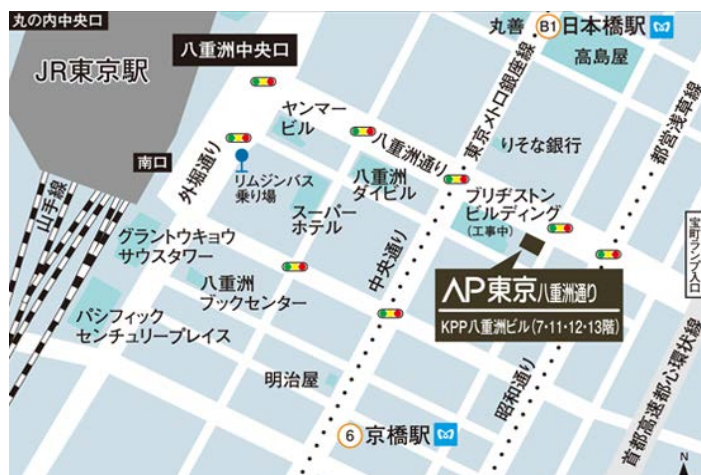 丸の内中央口
JR東京駅
八重洲中央口
丸善
B1
日本橋駅
高島屋
ヤンマー
ビル
八重洲通り
東京メトロ銀座線
りそな銀行
都営浅草線
南口
外堀通り
リムジンバス
乗り場
八重洲
ダイビル
ブリヂストン
ビルディング
(工事中)
山手線
スーパー
ホテル
グラントウキョウ
サウスタワー
中央通り
宝町ランプ入口
八重洲
ブックセンター
AP東京八重洲通り
KPP八重洲ビル(7・11・12・13階)
パシフィック
センチュリープレイス
明治屋
昭和通り
首都高速都心環状線
6
京橋駅
N